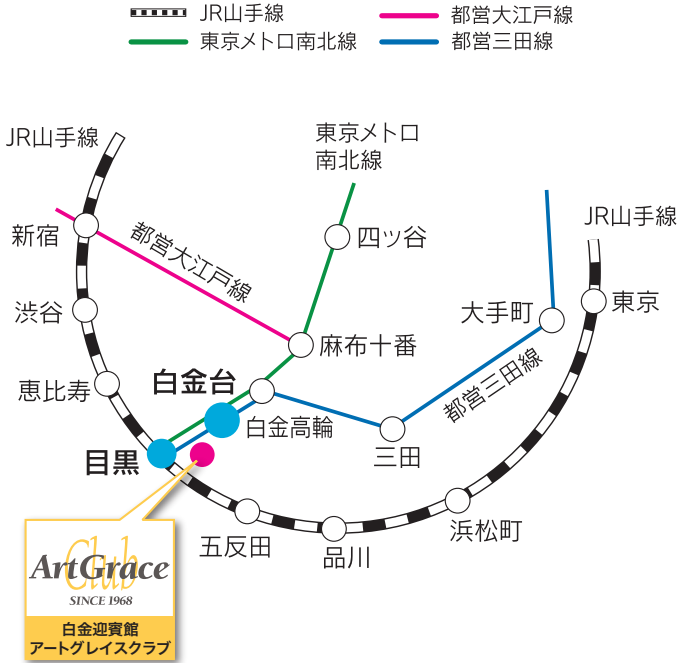 JR山手線
都営大江戸線
東京メトロ南北線
都営三田線
JR山手線
東京メトロ
南北線
JR山手線
新宿
都営大江戸線
四ッ谷
渋谷
大手町
東京
麻布十番
恵比寿
白金台
都営三田線
白金高輪
三田
目黒
五反田
品川
浜松町
Club
ArtGrace
SINCE 1968
白金迎賓館
アートグレイスクラブ